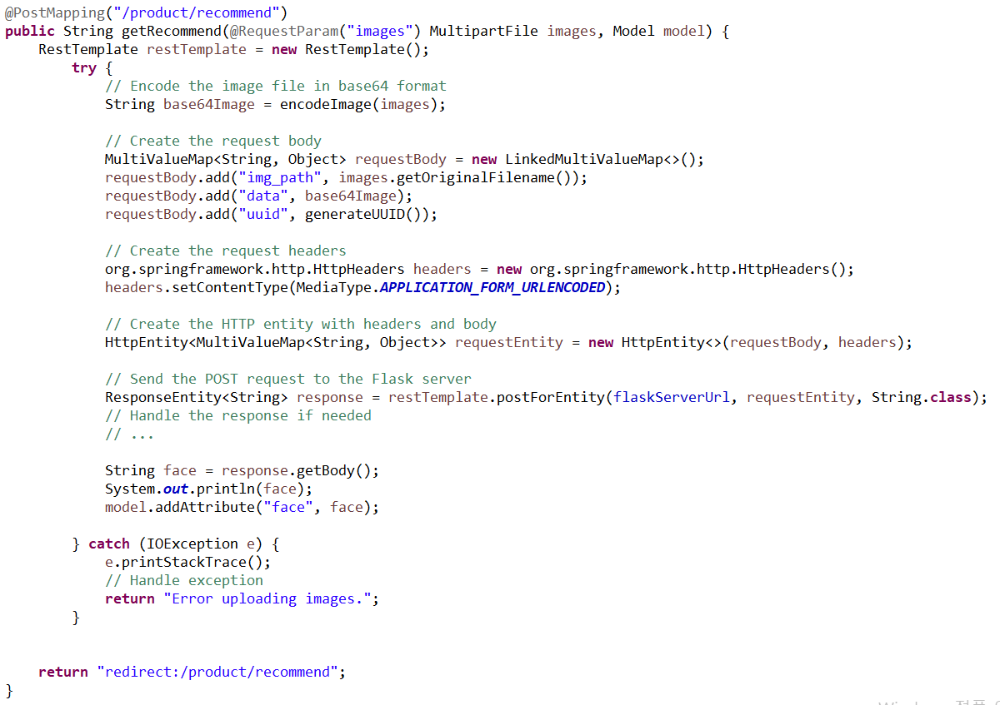 @PostMapping("/product/recommend")
public String getRecommend(@RequestParam("images") MultipartFile images, Model model) {
    RestTemplate restTemplate = new RestTemplate();
        try {
            // Encode the image file in base64 format
            String base64Image = encodeImage(images);

            // Create the request body
            MultiValueMap<String, Object> requestBody = new LinkedMultiValueMap<>();
            requestBody.add("img_path", images.getOriginalFilename());
            requestBody.add("data", base64Image);
            requestBody.add("uuid", generateUUID());

            // Create the request headers
            org.springframework.http.HttpHeaders headers = new org.springframework.http.HttpHeaders();
            headers.setContentType(MediaType.APPLICATION_FORM_URLENCODED);

            // Create the HTTP entity with headers and body
            HttpEntity<MultiValueMap<String, Object>> requestEntity = new HttpEntity<>(requestBody, headers);

            // Send the POST request to the Flask server
            ResponseEntity<String> response = restTemplate.postForEntity(flaskServerUrl, requestEntity, String.class);
            // Handle the response if needed
            // ...

            String face = response.getBody();
            System.out.println(face);
            model.addAttribute("face", face);

        } catch (IOException e) {
            e.printStackTrace();
            // Handle exception
            return "Error uploading images.";
        }


    return "redirect:/product/recommend";
}